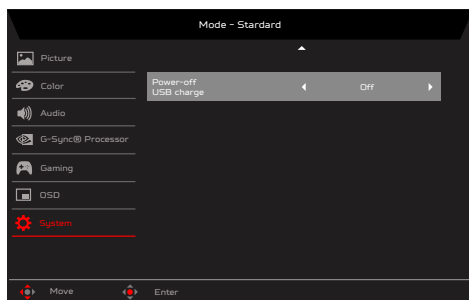 Mode - Stardard
Picture
Color
Audio
G-Sync® Processor
Gaming
OSD
System
Power-off
USB charge
Off
Move
Enter